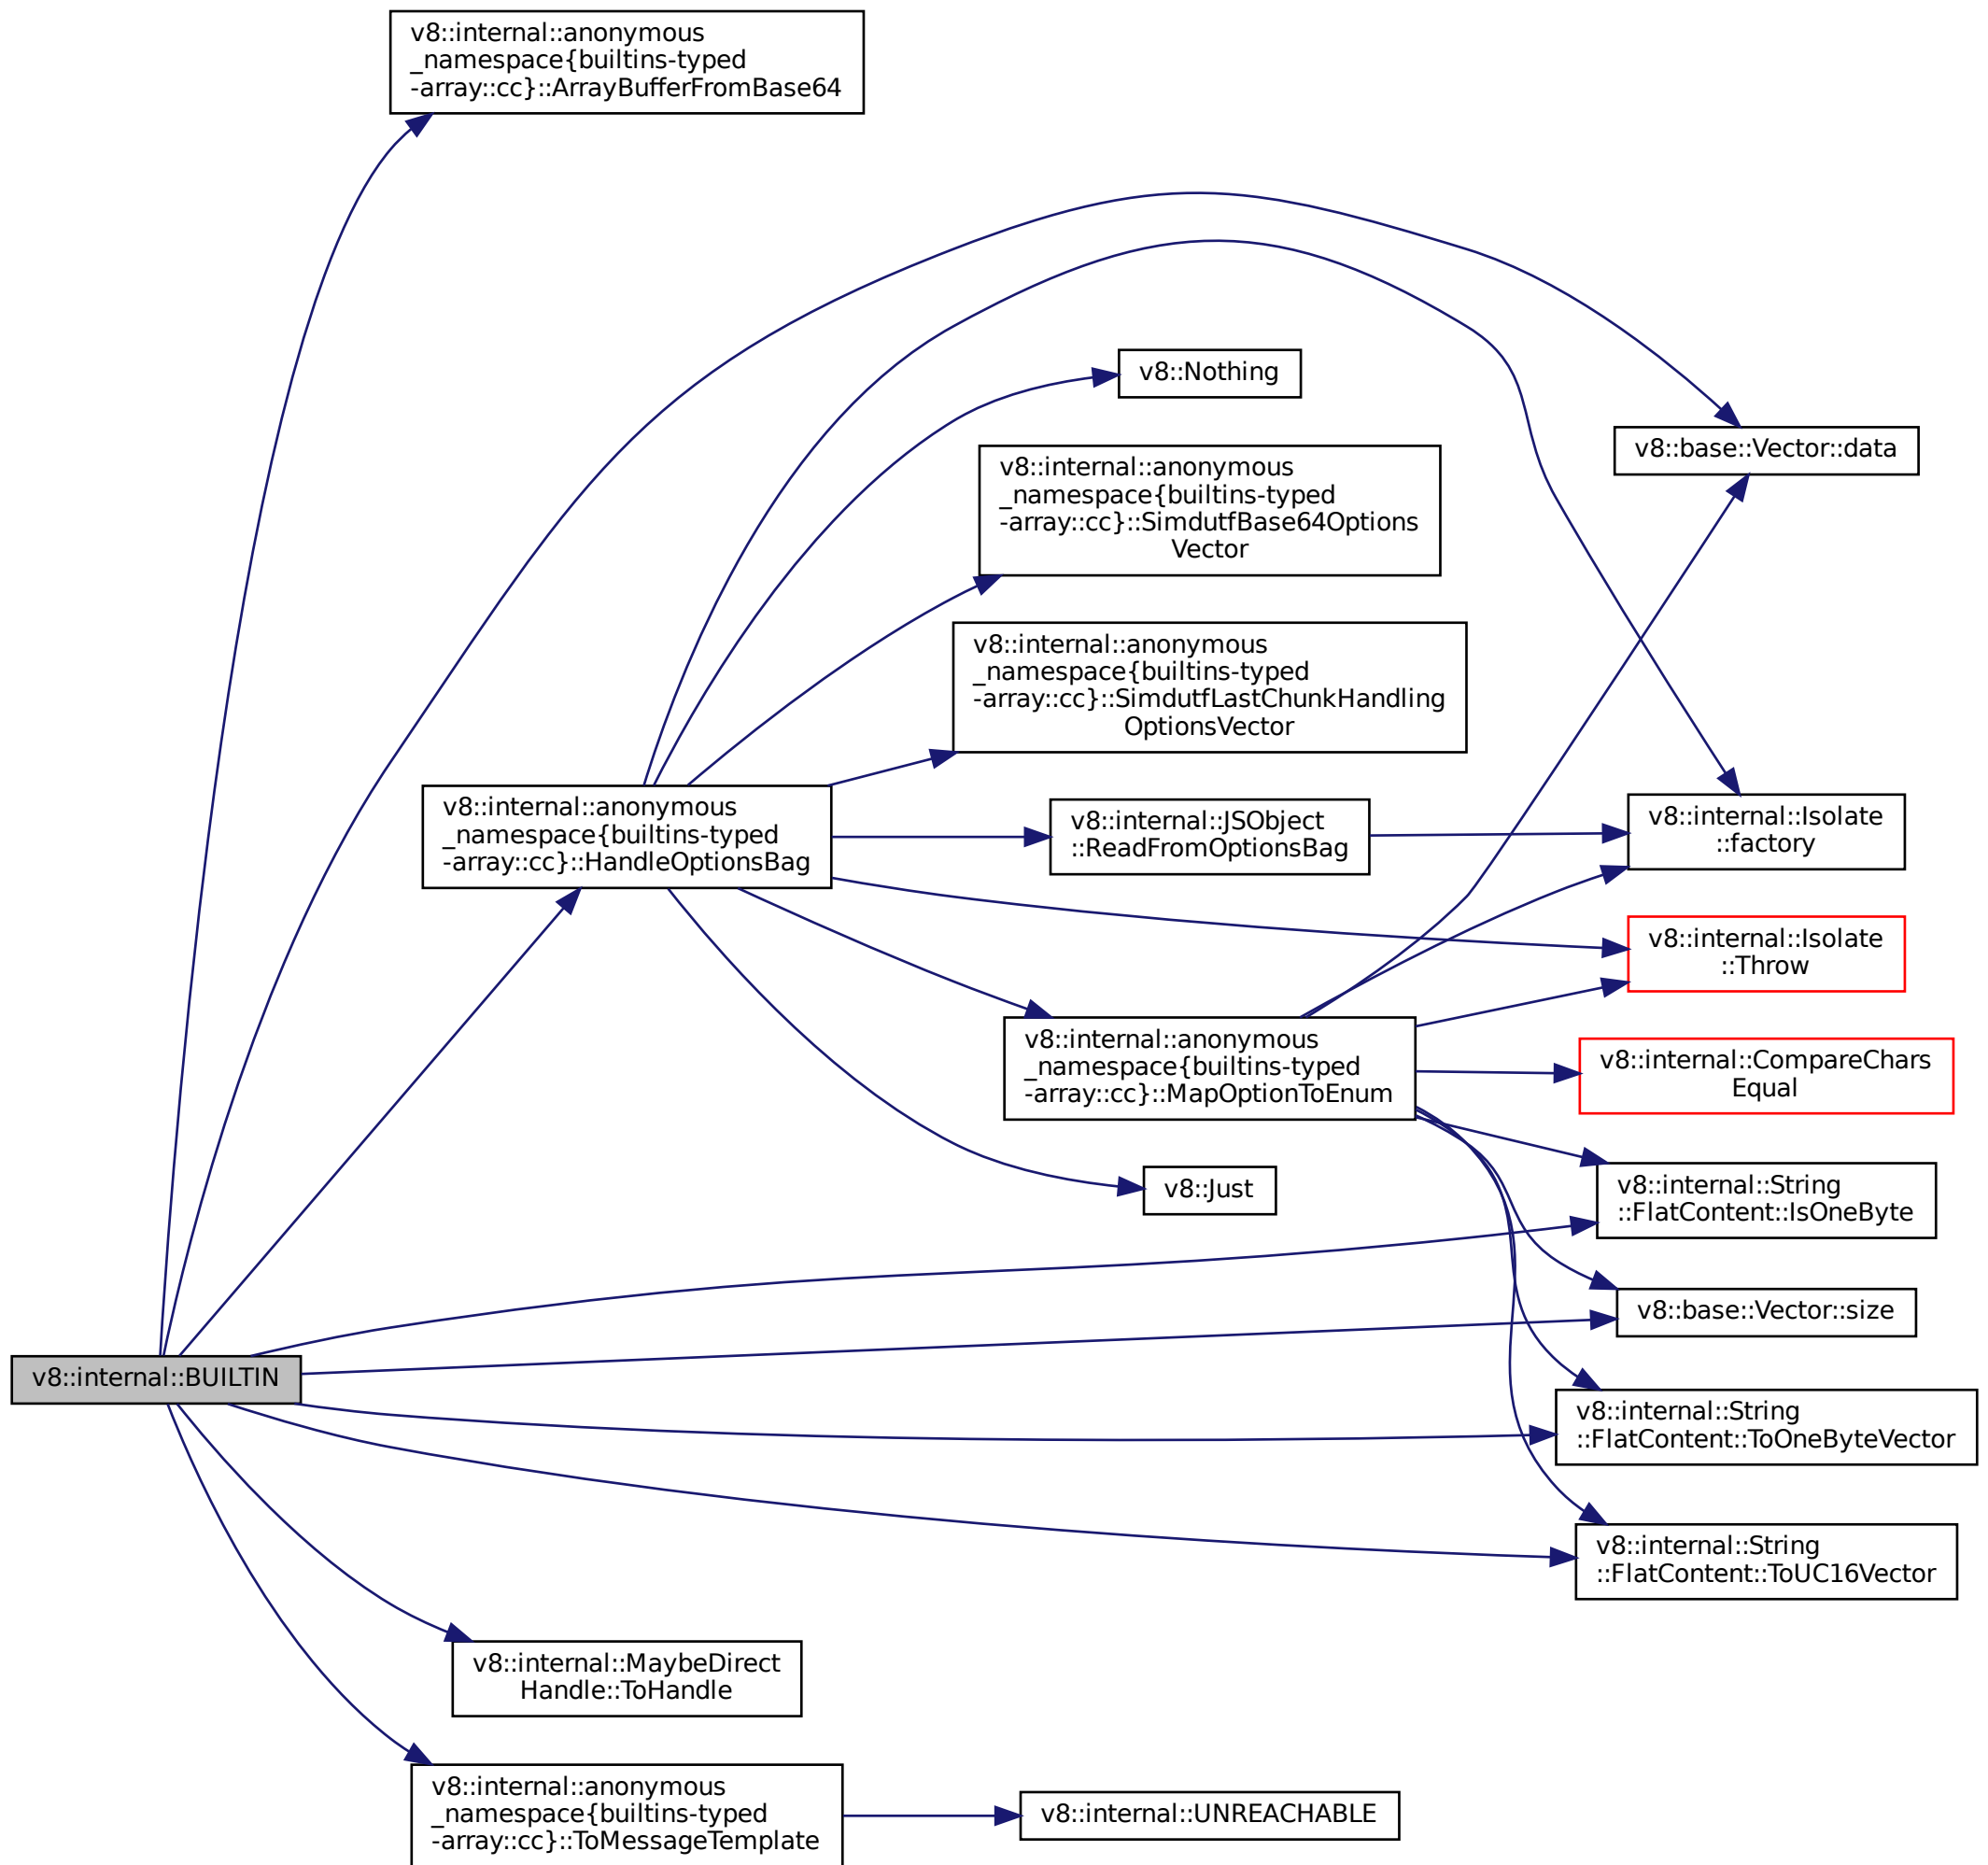 v8::internal::anonymous
_namespace{builtins-typed
-array::cc}::ArrayBufferFromBase64
v8::Nothing
v8::base::Vector::data
v8::internal::anonymous
_namespace{builtins-typed
-array::cc}::SimdutfBase64Options
Vector
v8::internal::anonymous
_namespace{builtins-typed
-array::cc}::SimdutfLastChunkHandling
OptionsVector
v8::internal::anonymous
_namespace{builtins-typed
-array::cc}::HandleOptionsBag
v8::internal::JSObject
::ReadFromOptionsBag
v8::internal::Isolate
::factory
v8::internal::Isolate
::Throw
v8::internal::anonymous
_namespace{builtins-typed
-array::cc}::MapOptionToEnum
v8::internal::CompareChars
Equal
v8::Just
v8::internal::String
::FlatContent::IsOneByte
v8::base::Vector::size
v8::internal::BUILTIN
v8::internal::String
::FlatContent::ToOneByteVector
v8::internal::String
::FlatContent::ToUC16Vector
v8::internal::MaybeDirect
Handle::ToHandle
v8::internal::anonymous
_namespace{builtins-typed
-array::cc}::ToMessageTemplate
v8::internal::UNREACHABLE